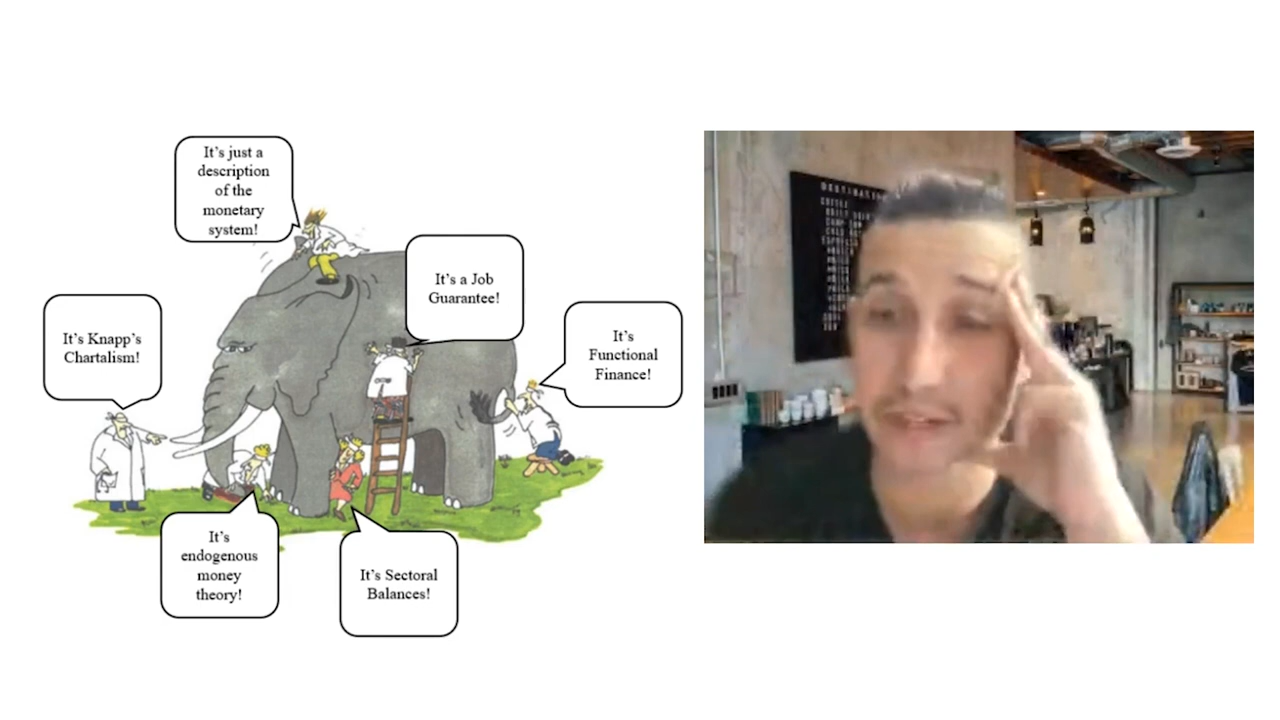 It’s just a
description
of the
monetary
system!
It’s a Job
Guarantee!
It’s Knapp’s
Chartalism!
It’s
Functional
Finance!
It’s
endogenous
money
theory!
It’s Sectoral
Balances!
COFFEE